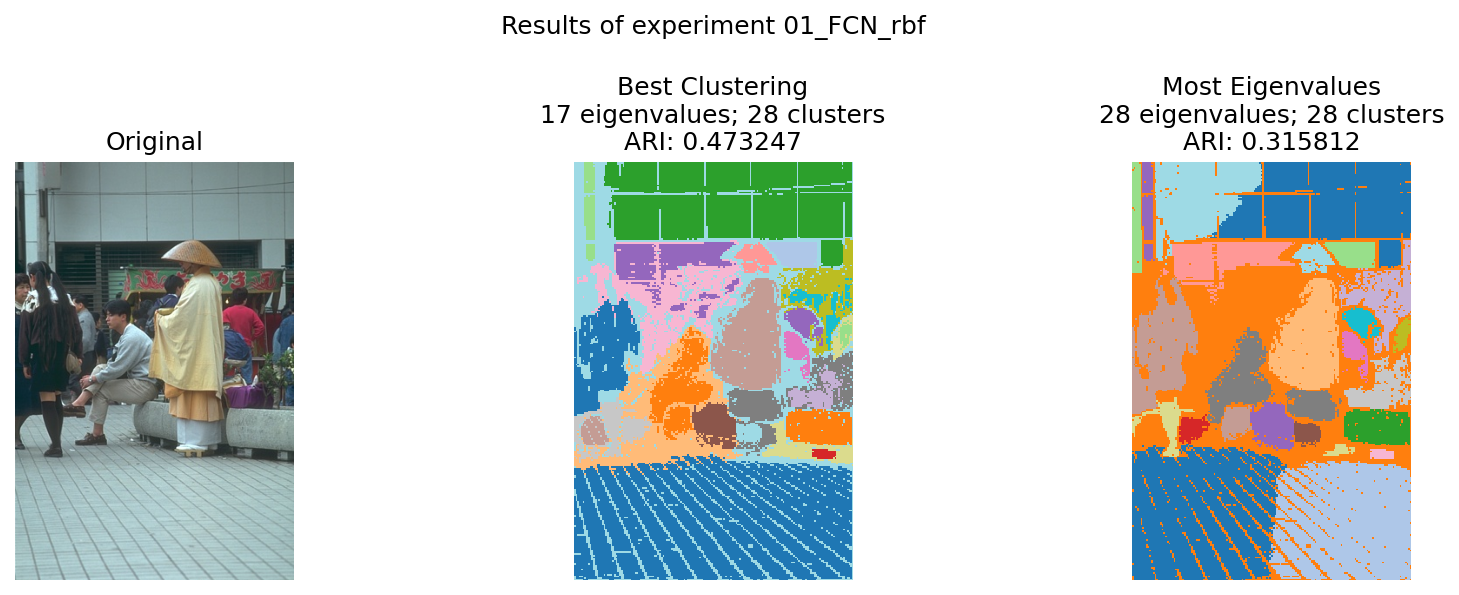 Results of experiment 01_FCN_rbf
Original
Best Clustering
17 eigenvalues; 28 clusters
ARI: 0.473247
Most Eigenvalues
28 eigenvalues; 28 clusters
ARI: 0.315812